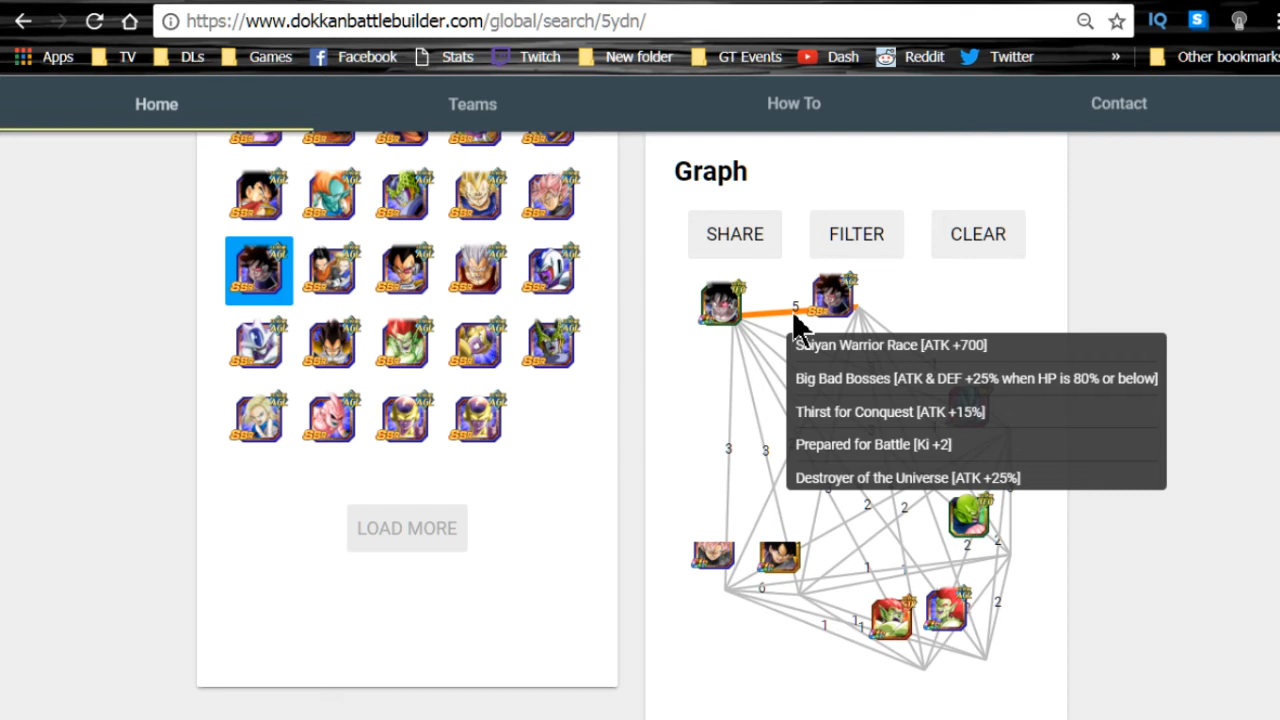 https://www.dokkanbattlebuilder.com/global/search/5ydn/
IQ
S
Apps TV DLs Games Facebook Stats Twitch New folder GT Events Dash Reddit Twitter » Other bookmarks
Home Teams How To Contact
Graph
SHARE FILTER CLEAR
5
Saiyan Warrior Race [ATK +700]
Big Bad Bosses [ATK & DEF +25% when HP is 80% or below]
Thirst for Conquest [ATK +15%]
Prepared for Battle [Ki +2]
Destroyer of the Universe [ATK +25%]
3 3
2 2
2 2
1
6
2
1 1 1
LOAD MORE